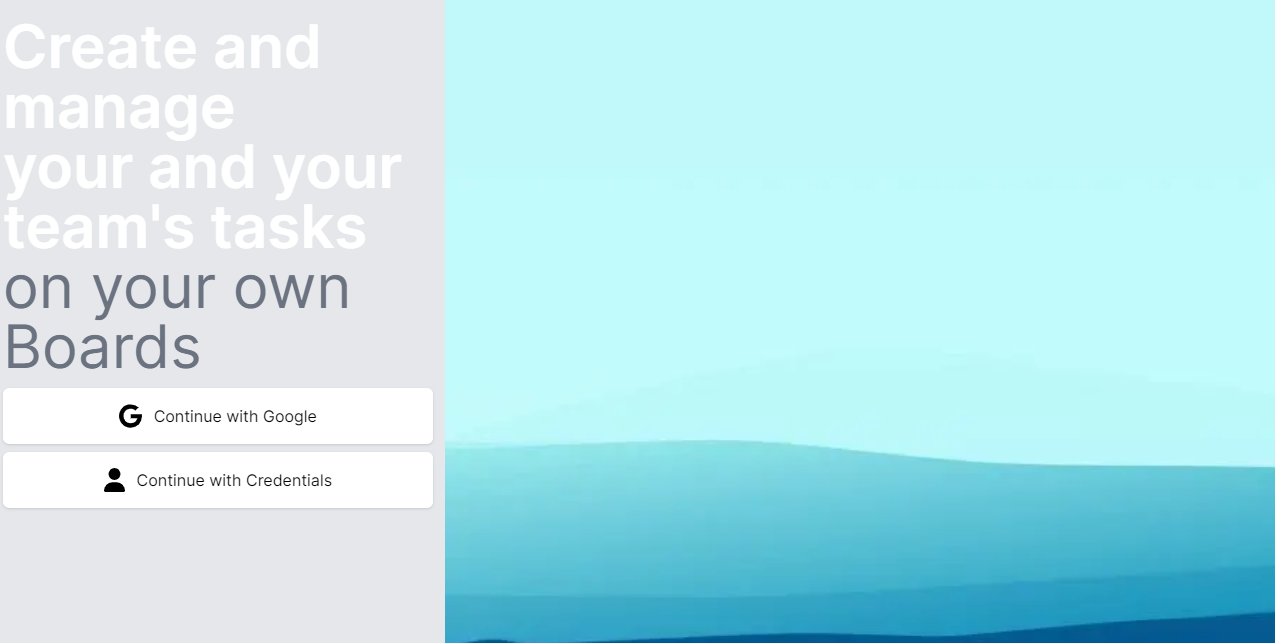 Create and
manage
your and your
team's tasks
on your own
Boards
Continue with Google
Continue with Credentials